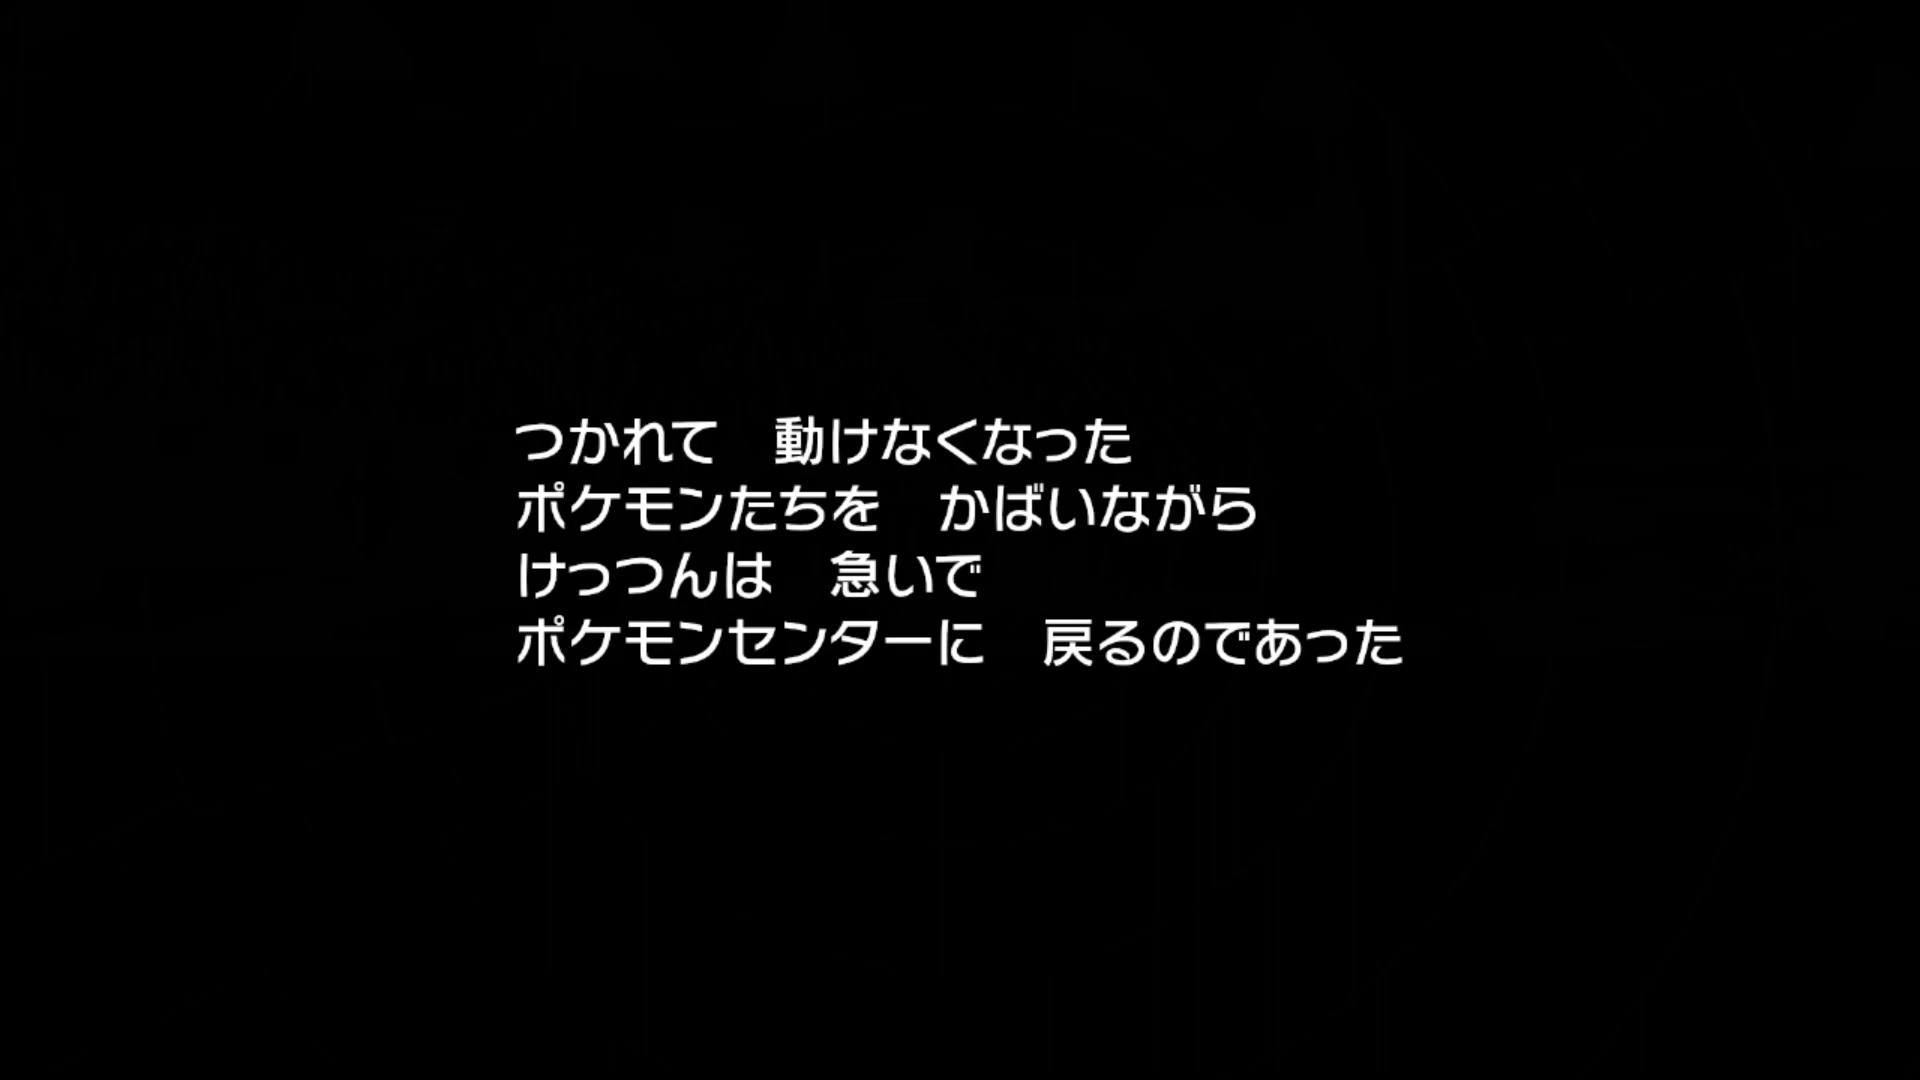 つかれて　動けなくなった
ポケモンたちを　かばいながら
けっつんは　急いで
ポケモンセンターに　戻るのであった